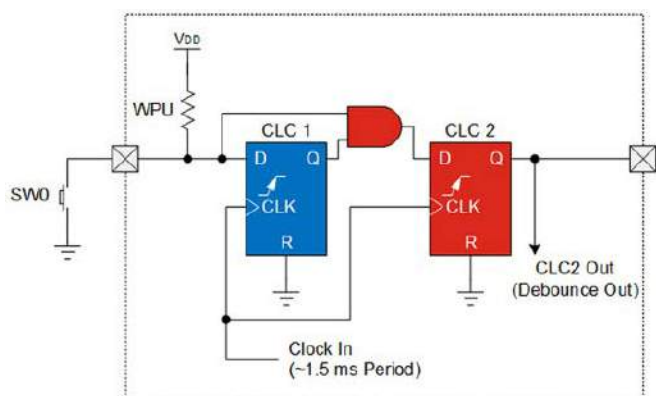 VDD
WPU
CLC 1
CLC 2
D Q
D Q
SW0
CLK
CLK
R
R
CLC2 Out
(Debounce Out)
Clock In
(~1.5 ms Period)